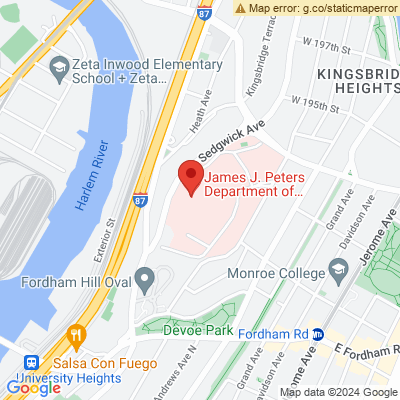 Map error: g.co/staticmaperror
87
Zeta Inwood Elementary
School + Zeta...
W 197th St
Kingsbridge Terrace
KINGSBRIDGE
HEIGHTS
W 195th St
Heath Ave
Sedgwick Ave
Harlem River
James J. Peters
Department of...
87
Exterior St
Grand Ave
Davidson Ave
Jerome Ave
Fordham Hill Oval
Monroe College
Devoe Park
Fordham Rd
E Fordham R
Salsa Con Fuego
University Heights
Andrews Ave N
Grand Ave
Davidson Ave
Jerome Ave
Google
Map data ©2024 Google